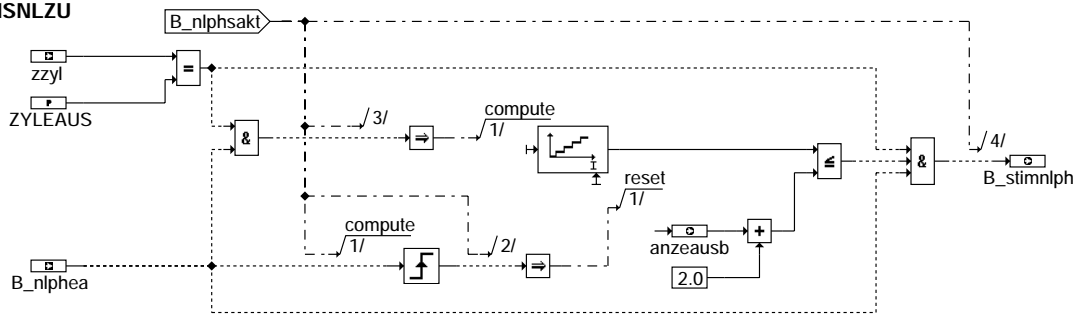 ISNLZU
B_nlphsakt
zzyl
=
P
ZYLEAUS
&
3/
⇒
compute
1/
I
≤
&
4/
B_stimnlph
reset
1/
compute
1/
2/
⇒
anzeausb
+
2.0
B_nlphea